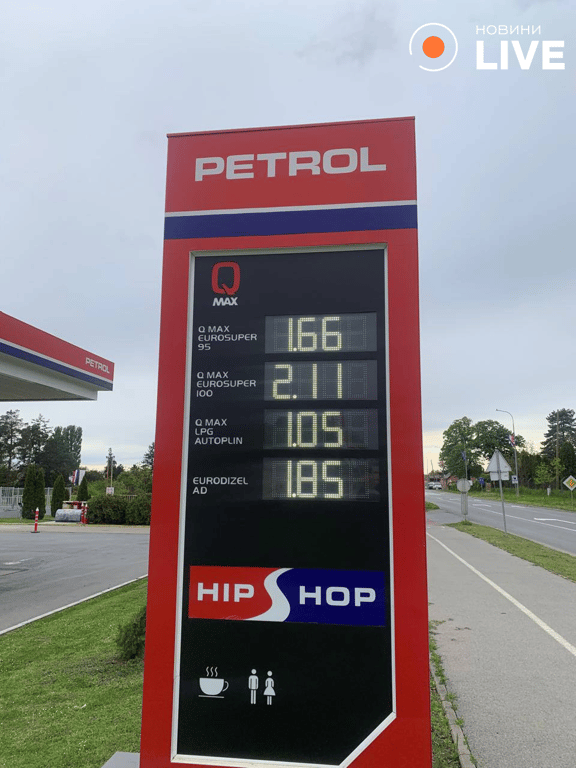 НОВИНИ
LIVE
PETROL
Q
MAX
Q MAX
EUROSUPER
95
1.66
Q MAX
EUROSUPER
100
2.11
Q MAX
LPG
AUTOPLIN
1.05
EURODIZEL
AD
1.85
HIP SHOP
PETROL